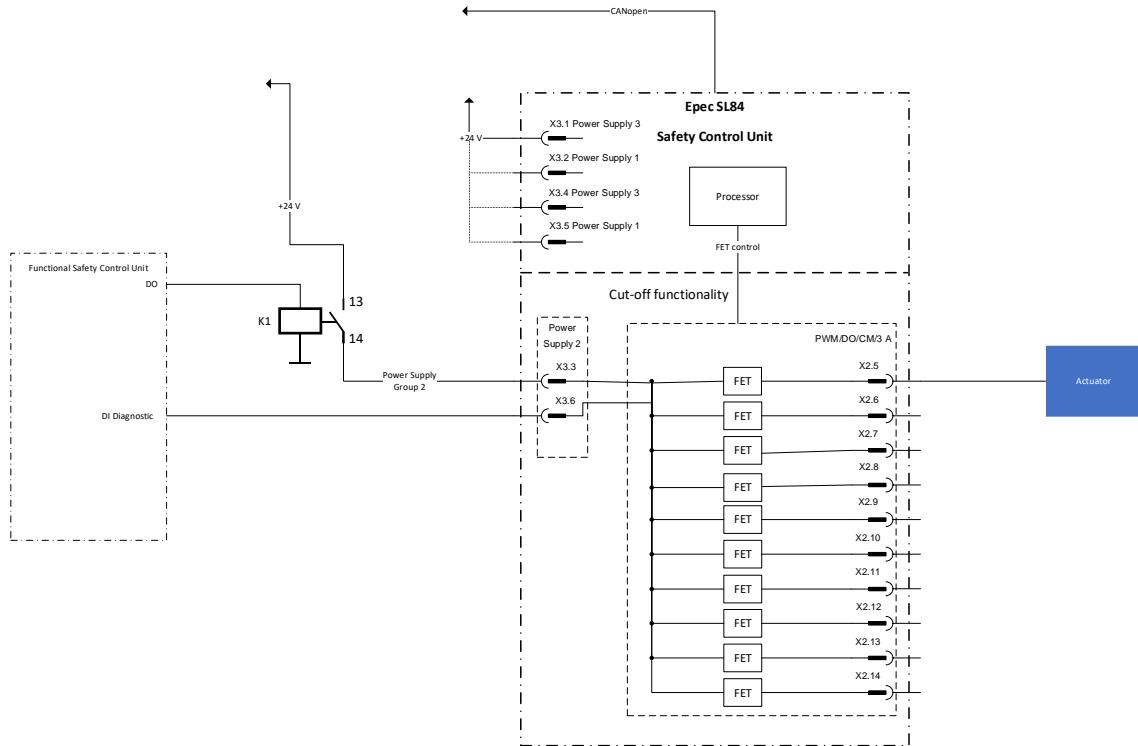 CANopen
Epec SL84
Safety Control Unit
X3.1 Power Supply 3
+24 V
X3.2 Power Supply 1
X3.4 Power Supply 3
X3.5 Power Supply 1
Processor
FET control
+24 V
Functional Safety Control Unit
DO
K1
13
14
Cut-off functionality
Power
Supply 2
PWM/DO/CM/3 A
X3.3
Power Supply
Group 2
X3.6
DI Diagnostic
FET
X2.5
Actuator
FET
X2.6
FET
X2.7
FET
X2.8
FET
X2.9
FET
X2.10
FET
X2.11
FET
X2.12
FET
X2.13
FET
X2.14